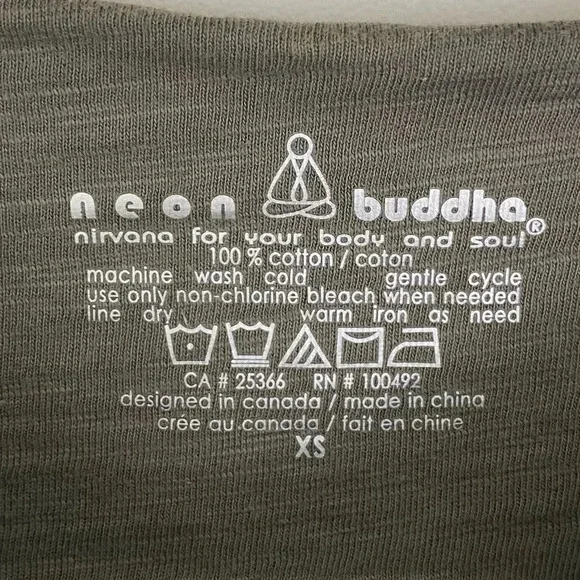 neon buddha®
nirvana for your body and soul
100 % cotton / coton
machine wash cold gentle cycle
use only non-chlorine bleach when needed
line dry warm iron as need
CA # 25366 RN # 100492
designed in canada / made in china
crée au canada / fait en chine
XS